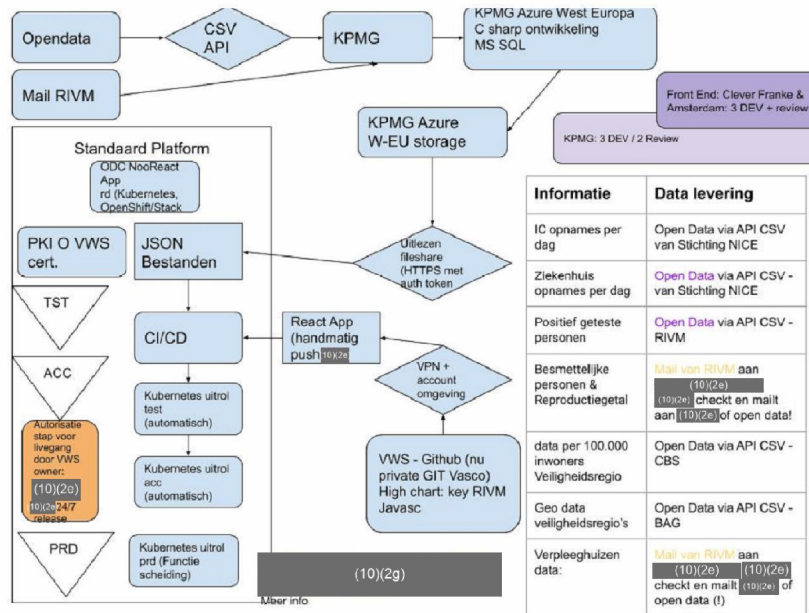 Opendata
CSV
API
KPMG
KPMG Azure West Europa
C sharp ontwikkeling
MS SQL
Mail RIVM
Front End: Clever Franke &
Amsterdam: 3 DEV + review
KPMG: 3 DEV / 2 Review
KPMG Azure
W-EU storage
Standaard Platform
ODC NooReact
App
rd (Kubernetes,
OpenShift/Stack
PKI O VWS
cert.
JSON
Bestanden
Uitlezen
fileshare
(HTTPS met
auth token
TST
CI/CD
React App
(handmatig
push (10)(2e)
VPN +
account
omgeving
ACC
Kubernetes uitrol
test
(automatisch)
Autorisatie
stap voor
livegang
door VWS
owner:
(10)(2e)
(10)(2e) 24/7
release
Kubernetes uitrol
acc
(automatisch)
VWS - Github (nu
private GIT Vasco)
High chart: key RIVM
Javasc
PRD
Kubernetes uitrol
prd (Functie
scheiding)
(10)(2g)
Meer info
Informatie
Data levering
IC opnames per
dag
Open Data via API CSV
van Stichting NICE
Ziekenhuis
opnames per dag
Open Data via API CSV -
van Stichting NICE
Positief geteste
personen
Open Data via API CSV -
RIVM
Besmettelijke
personen &
Reproductiegetal
Mail van RIVM aan
(10)(2e)
(10)(2e) checkt en mailt
aan (10)(2e) of open data!
data per 100.000
inwoners
Veiligheidsregio
Open Data via API CSV -
CBS
Geo data
veiligheidsregio's
Open Data via API CSV -
BAG
Verpleeghuizen
data:
Mail van RIVM aan
(10)(2e) (10)(2e)
checkt en mailt (10)(2e) of
open data (!)